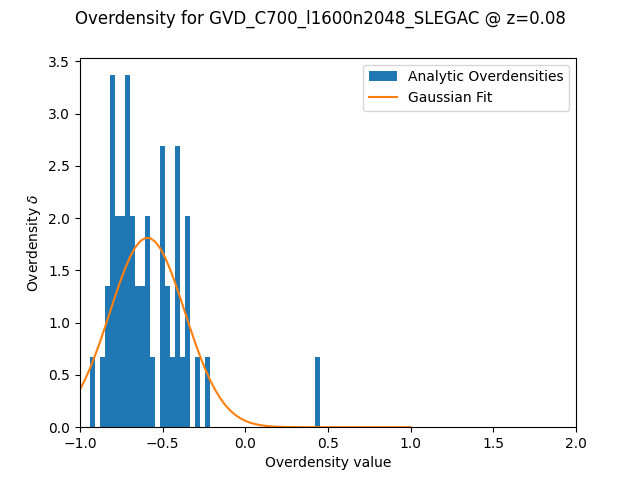 Overdensity for GVD_C700_l1600n2048_SLEGAC @ z=0.08
Analytic Overdensities
Gaussian Fit
Overdensity δ
3.5
3.0
2.5
2.0
1.5
1.0
0.5
0.0
−1.0 −0.5 0.0 0.5 1.0 1.5 2.0
Overdensity value